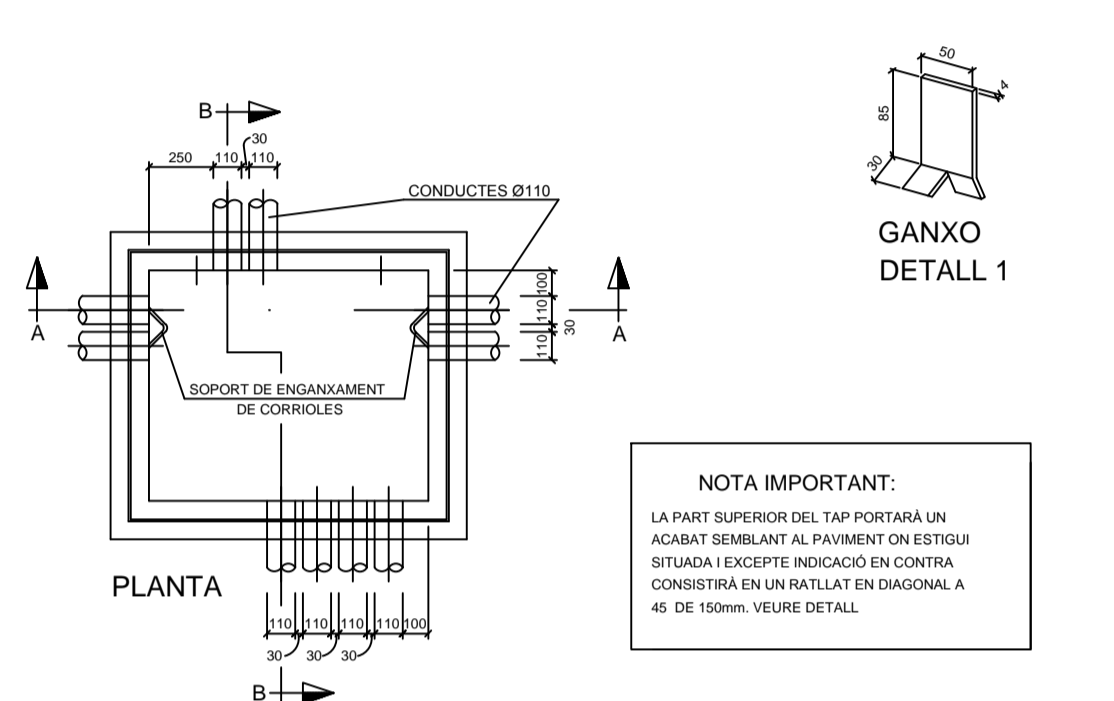 50
4
85
30
GANXO
DETALL 1
B
30
250
110
110
CONDUCTES Ø110
A
100
110
30
110
A
SOPORT DE ENGANXAMENT
DE CORRIOLES
PLANTA
110
110
110
110
100
30
30
30
B
NOTA IMPORTANT:
LA PART SUPERIOR DEL TAP PORTARÀ UN
ACABAT SEMBLANT AL PAVIMENT ON ESTIGUI
SITUADA I EXCEPTE INDICACIÓ EN CONTRA
CONSISTIRÀ EN UN RATLLAT EN DIAGONAL A
45 DE 150mm. VEURE DETALL